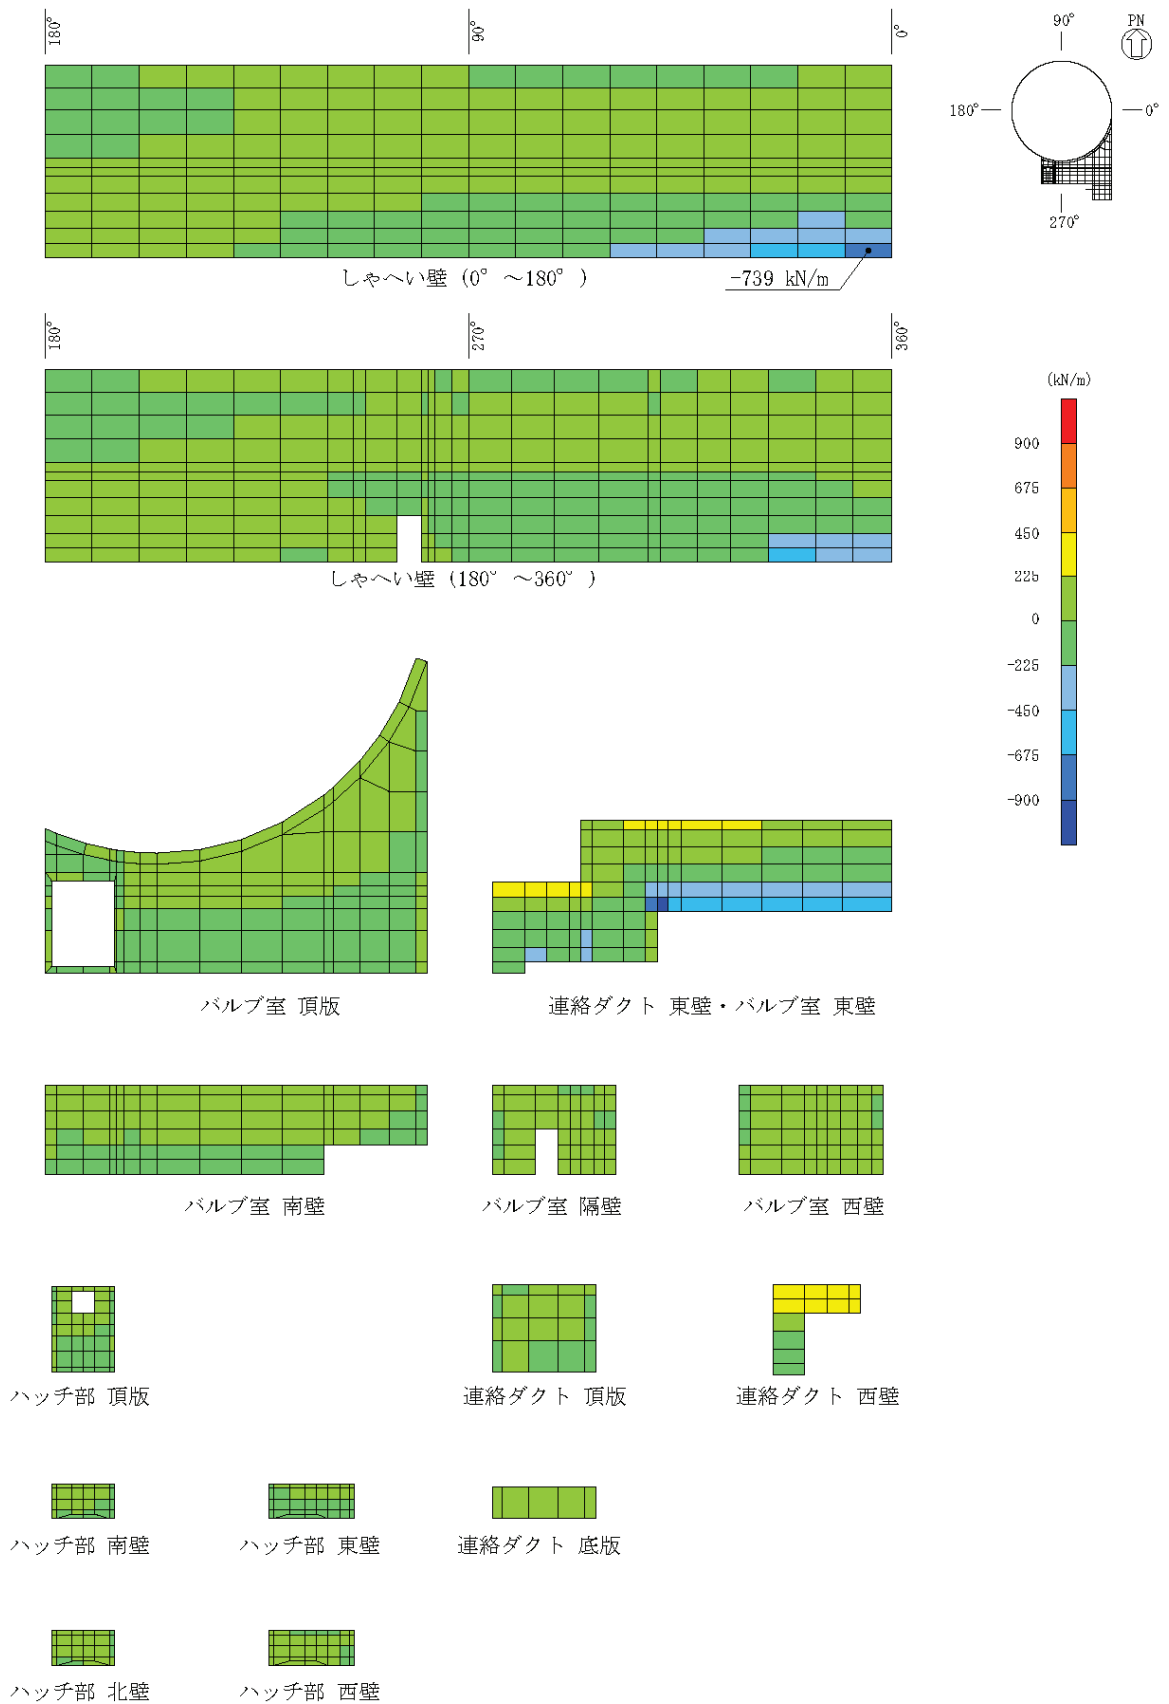 180°
90°
0°
90°
PN
180°
0°
270°
しゃへい壁 (0° ～180° )
-739 kN/m
180°
270°
360°
しゃへい壁 (180° ～360° )
(kN/m)
900
675
450
225
0
-225
-450
-675
-900
バルブ室 頂版
連絡ダクト 東壁・バルブ室 東壁
バルブ室 南壁
バルブ室 隔壁
バルブ室 西壁
ハッチ部 頂版
連絡ダクト 頂版
連絡ダクト 西壁
ハッチ部 南壁
ハッチ部 東壁
連絡ダクト 底版
ハッチ部 北壁
ハッチ部 西壁